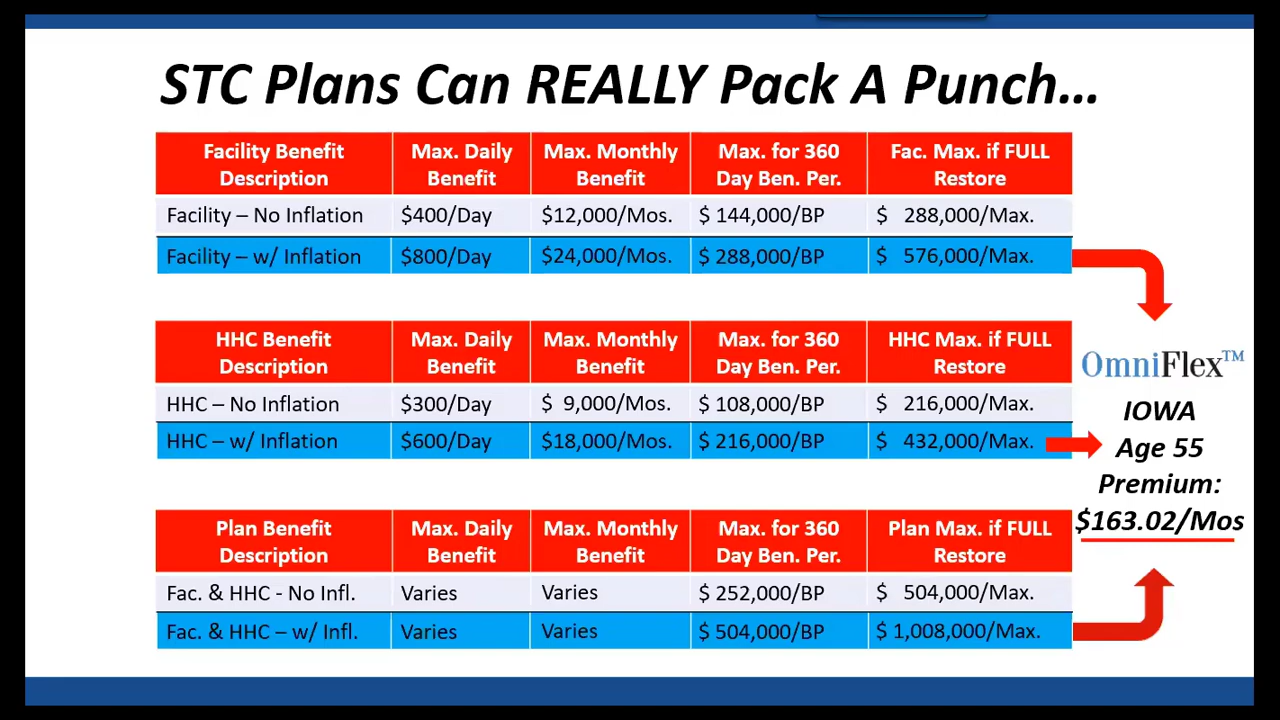 STC Plans Can REALLY Pack A Punch...
Facility Benefit Description Max. Daily Benefit Max. Monthly Benefit Max. for 360 Day Ben. Per. Fac. Max. if FULL Restore
Facility – No Inflation $400/Day $12,000/Mos. $ 144,000/BP $ 288,000/Max.
Facility – w/ Inflation $800/Day $24,000/Mos. $ 288,000/BP $ 576,000/Max.
HHC Benefit Description Max. Daily Benefit Max. Monthly Benefit Max. for 360 Day Ben. Per. HHC Max. if FULL Restore
HHC – No Inflation $300/Day $ 9,000/Mos. $ 108,000/BP $ 216,000/Max.
HHC – w/ Inflation $600/Day $18,000/Mos. $ 216,000/BP $ 432,000/Max.
Plan Benefit Description Max. Daily Benefit Max. Monthly Benefit Max. for 360 Day Ben. Per. Plan Max. if FULL Restore
Fac. & HHC - No Infl. Varies Varies $ 252,000/BP $ 504,000/Max.
Fac. & HHC – w/ Infl. Varies Varies $ 504,000/BP $ 1,008,000/Max.
OmniFlex™
IOWA
Age 55
Premium:
$163.02/Mos